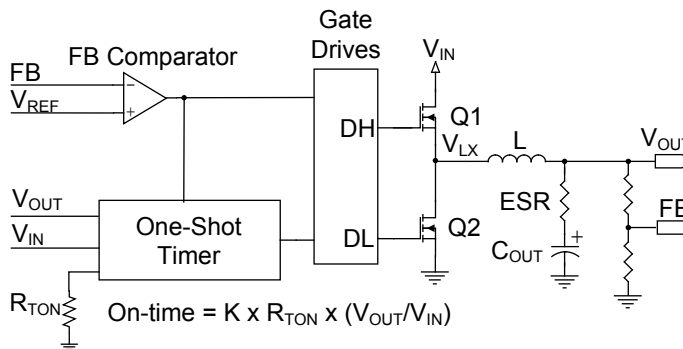 Gate
Drives
FB Comparator
V_IN
FB
−
V_REF
+
DH
Q1
V_LX
L
V_OUT
V_OUT
One-Shot
Timer
V_IN
ESR
FB
DL
Q2
C_OUT
+
R_TON
On-time = K x R_TON x (V_OUT/V_IN)